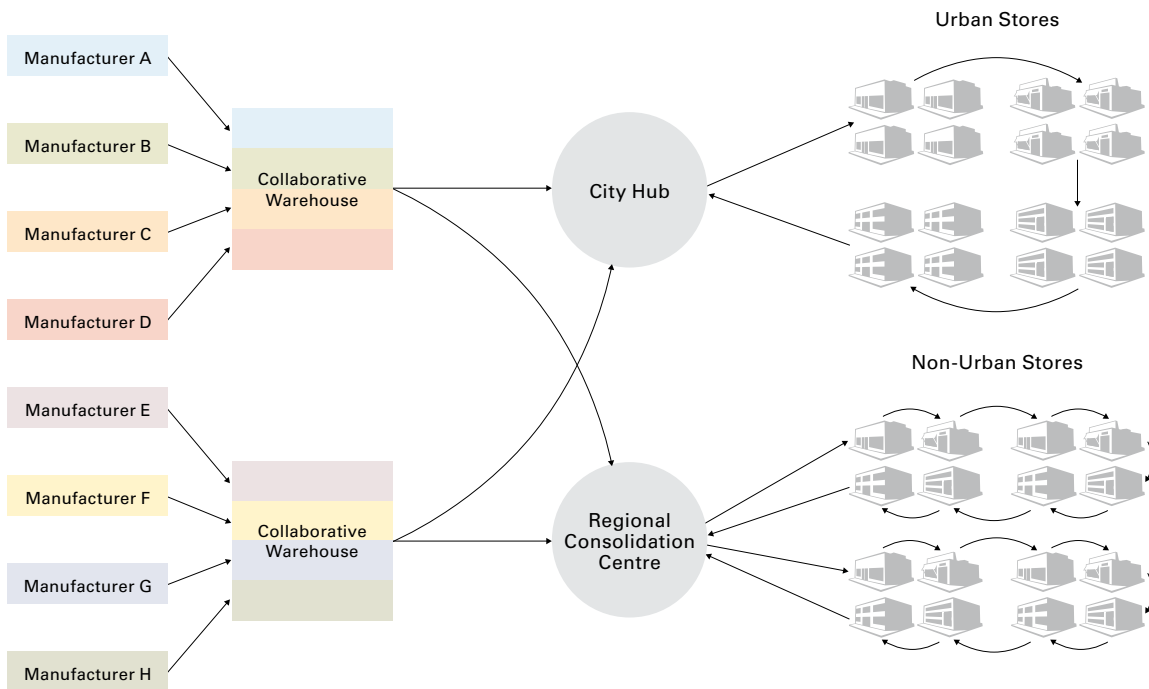 Urban Stores
Manufacturer A
Manufacturer B
Collaborative
Warehouse
City Hub
Manufacturer C
Manufacturer D
Non-Urban Stores
Manufacturer E
Manufacturer F
Collaborative
Warehouse
Regional
Consolidation
Centre
Manufacturer G
Manufacturer H